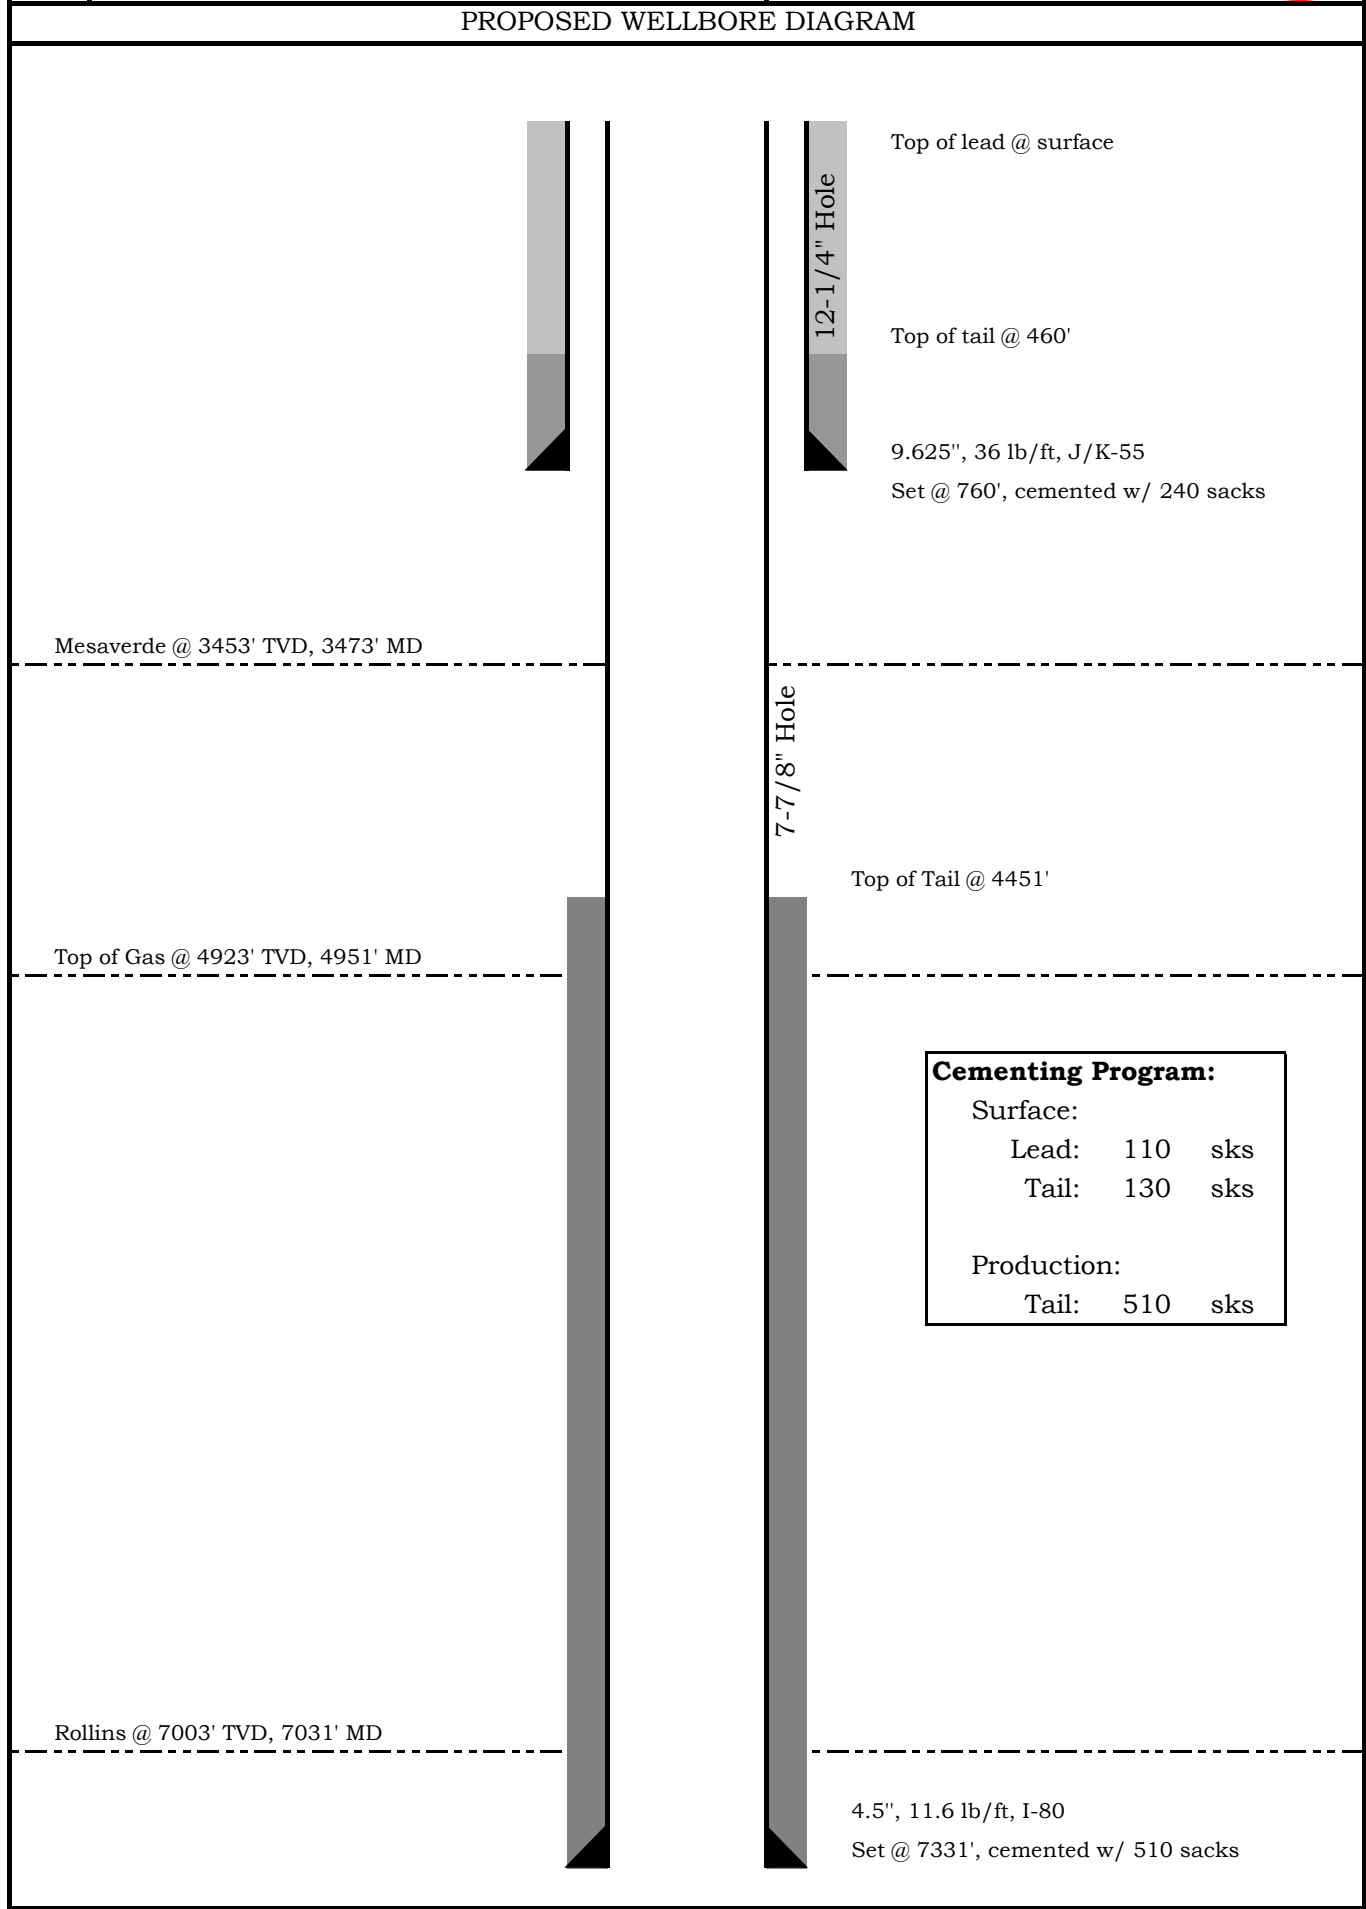 PROPOSED WELLBORE DIAGRAM
Top of lead @ surface
12-1/4" Hole
Top of tail @ 460'
9.625", 36 lb/ft, J/K-55
Set @ 760', cemented w/ 240 sacks
Mesaverde @ 3453' TVD, 3473' MD
7-7/8" Hole
Top of Tail @ 4451'
Top of Gas @ 4923' TVD, 4951' MD
Cementing Program:
Surface:
Lead: 110 sks
Tail: 130 sks
Production:
Tail: 510 sks
Rollins @ 7003' TVD, 7031' MD
4.5", 11.6 lb/ft, I-80
Set @ 7331', cemented w/ 510 sacks